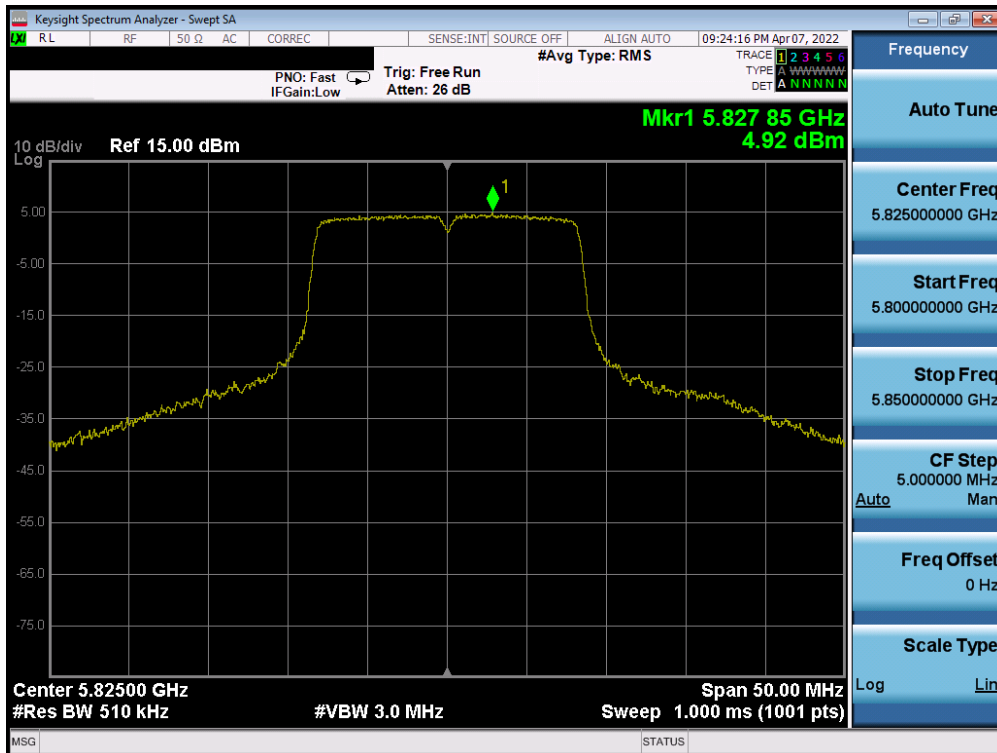 Keysight Spectrum Analyzer - Swept SA
LXI RL RF 50 Ω AC CORREC SENSE:INT SOURCE OFF ALIGN AUTO 09:24:16 PM Apr 07, 2022
Frequency
#Avg Type: RMS
TRACE 1 2 3 4 5 6
PNO: Fast Trig: Free Run
TYPE A WWWWW
IFGain:Low Atten: 26 dB
DET A N N N N N
Mkr1 5.827 85 GHz
4.92 dBm
10 dB/div Ref 15.00 dBm
Log
1
5.00
-5.00
-15.0
-25.0
-35.0
-45.0
-55.0
-65.0
-75.0
Center 5.82500 GHz Span 50.00 MHz
#Res BW 510 kHz #VBW 3.0 MHz Sweep 1.000 ms (1001 pts)
MSG STATUS
Auto Tune
Center Freq
5.825000000 GHz
Start Freq
5.800000000 GHz
Stop Freq
5.850000000 GHz
CF Step
5.000000 MHz
Auto Man
Freq Offset
0 Hz
Scale Type
Log Lin